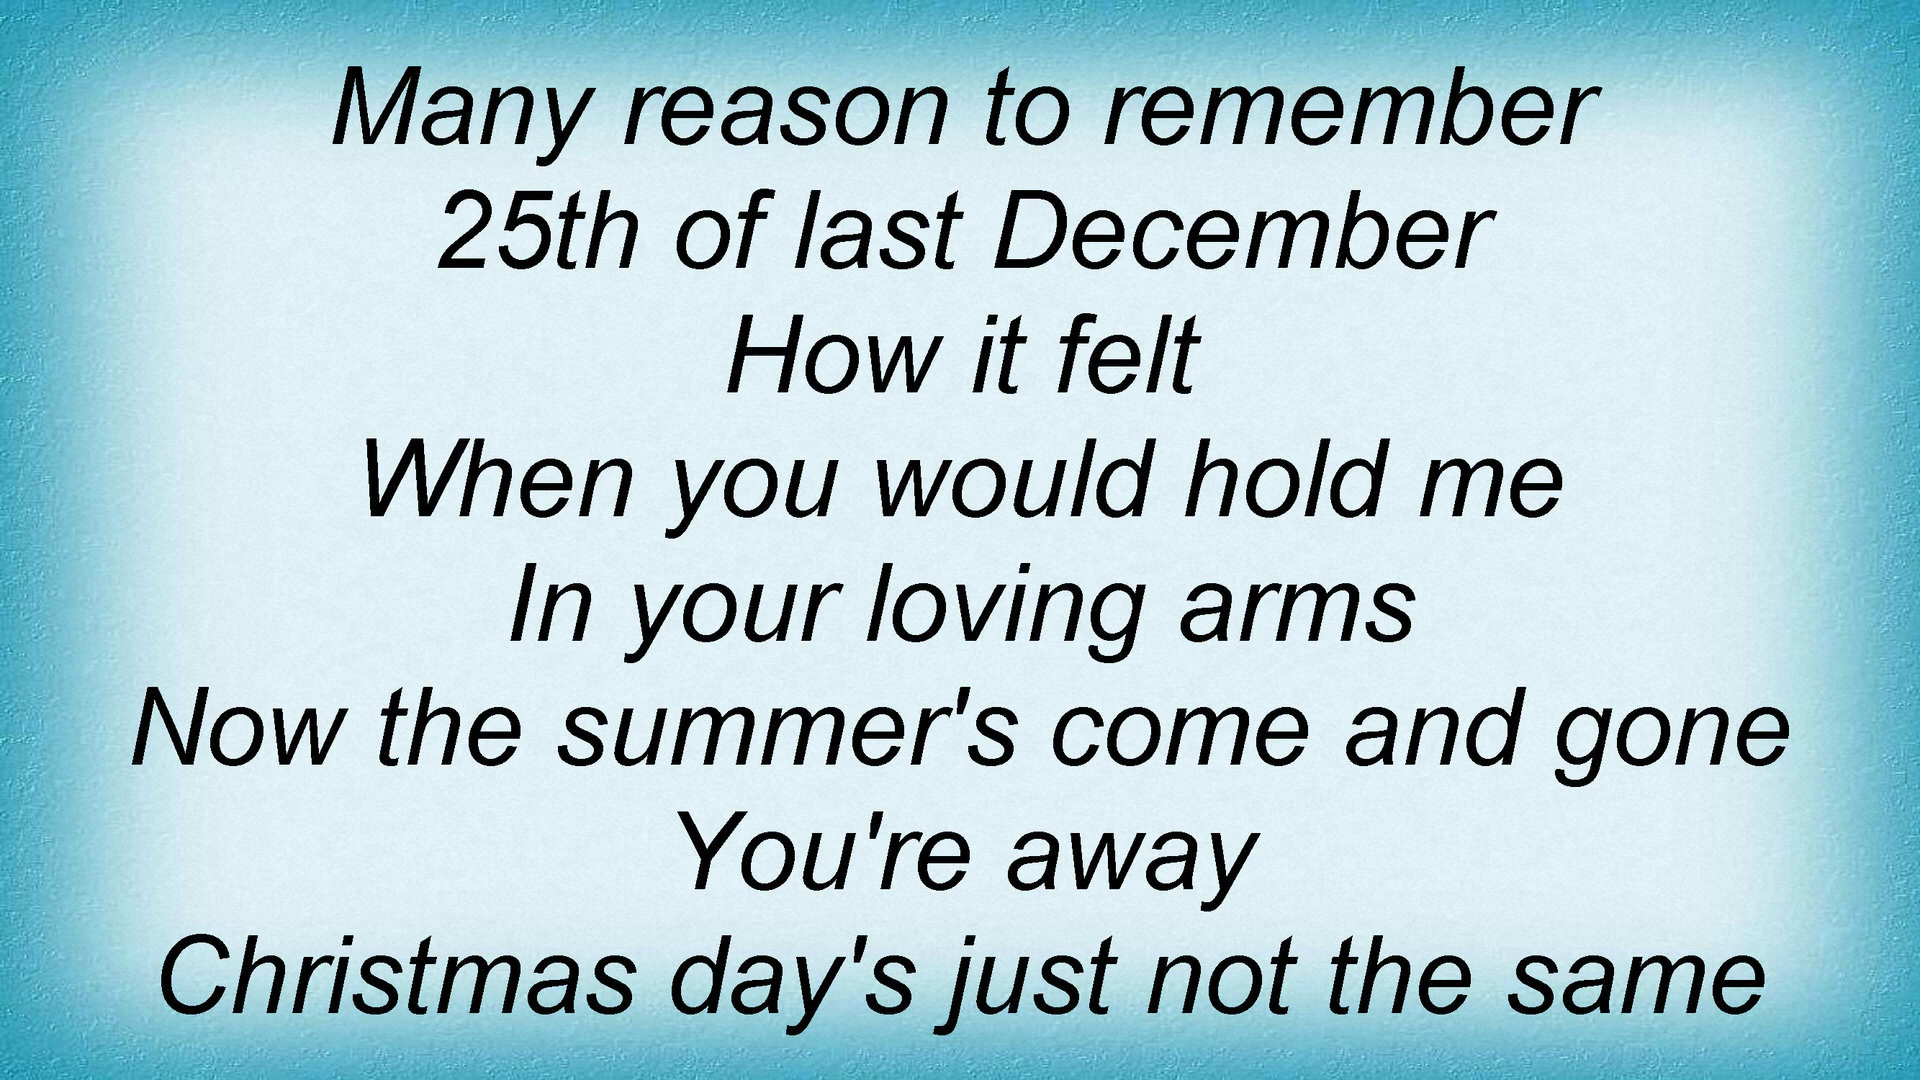 Many reason to remember
25th of last December
How it felt
When you would hold me
In your loving arms
Now the summer's come and gone
You're away
Christmas day's just not the same